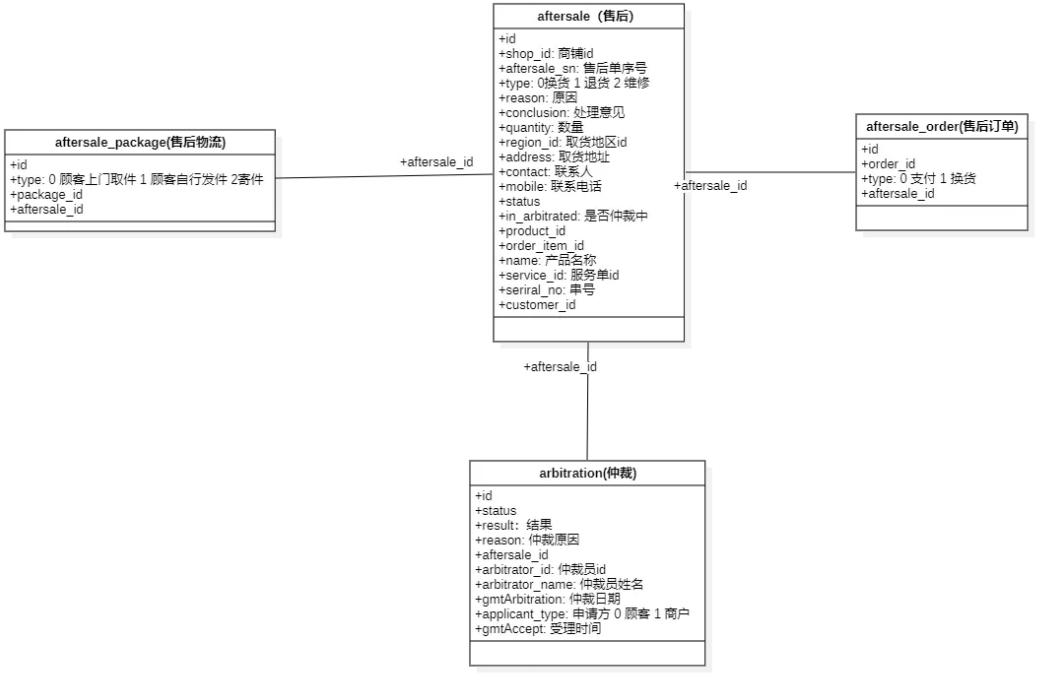 aftersale（售后）
+id
+shop_id: 商铺id
+aftersale_sn: 售后单序号
+type: 0换货 1 退货 2 维修
+reason: 原因
+conclusion: 处理意见
+quantity: 数量
+region_id: 取货地区id
+address: 取货地址
+contact: 联系人
+mobile: 联系电话
+status
+in_arbitrated: 是否仲裁中
+product_id
+order_item_id
+name: 产品名称
+service_id: 服务单id
+seriral_no: 串号
+customer_id
aftersale_package(售后物流)
+id
+type: 0 顾客上门取件 1 顾客自行发件 2寄件
+package_id
+aftersale_id
+aftersale_id
+aftersale_id
aftersale_order(售后订单)
+id
+order_id
+type: 0 支付 1 换货
+aftersale_id
+aftersale_id
arbitration(仲裁)
+id
+status
+result：结果
+reason: 仲裁原因
+aftersale_id
+arbitrator_id: 仲裁员id
+arbitrator_name: 仲裁员姓名
+gmtArbitration: 仲裁日期
+applicant_type: 申请方 0 顾客 1 商户
+gmtAccept: 受理时间